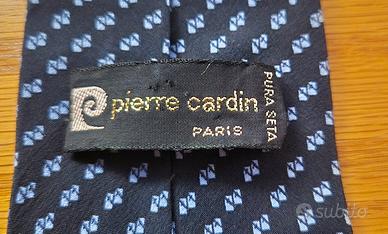 pierre cardin
PARIS
PURA SETA
subito